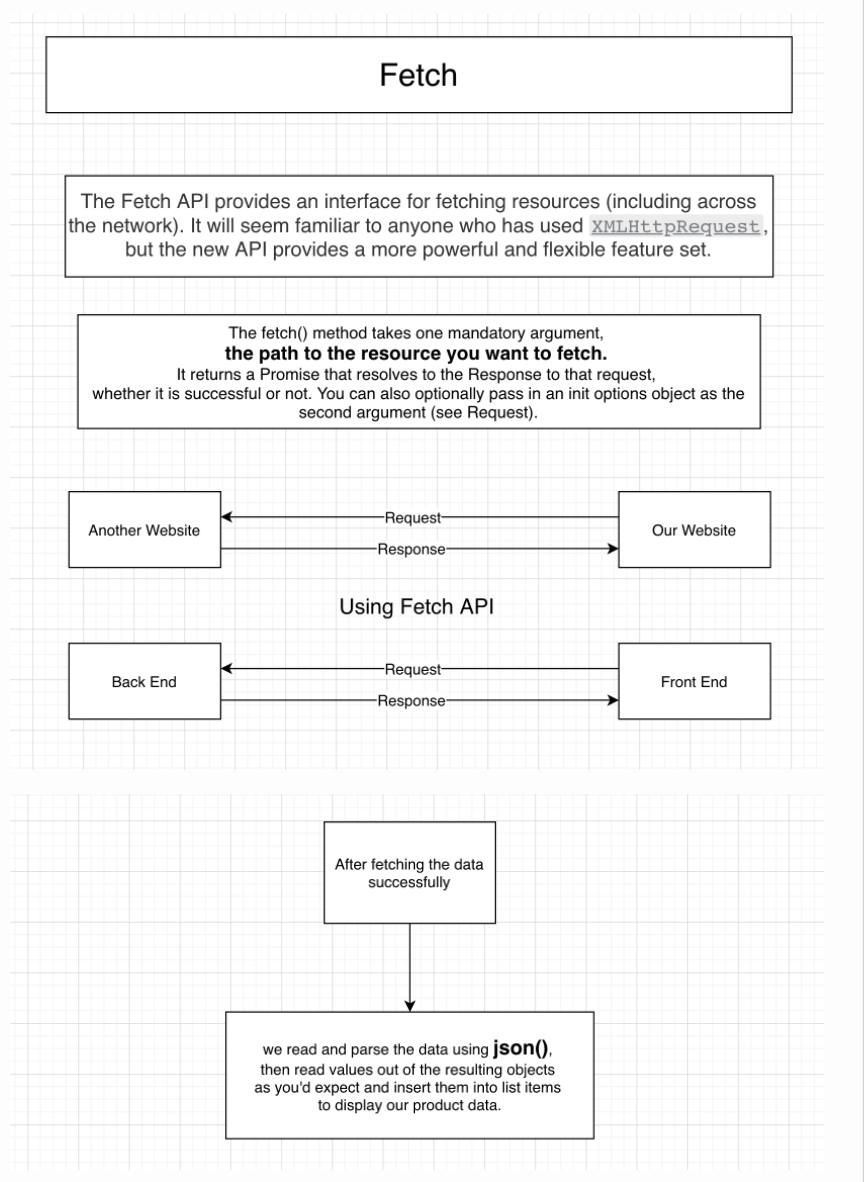 Fetch
The Fetch API provides an interface for fetching resources (including across
the network). It will seem familiar to anyone who has used XMLHttpRequest,
but the new API provides a more powerful and flexible feature set.
The fetch() method takes one mandatory argument,
the path to the resource you want to fetch.
It returns a Promise that resolves to the Response to that request,
whether it is successful or not. You can also optionally pass in an init options object as the
second argument (see Request).
Another Website
Request
Response
Our Website
Using Fetch API
Back End
Request
Response
Front End
After fetching the data
successfully
we read and parse the data using json(),
then read values out of the resulting objects
as you'd expect and insert them into list items
to display our product data.